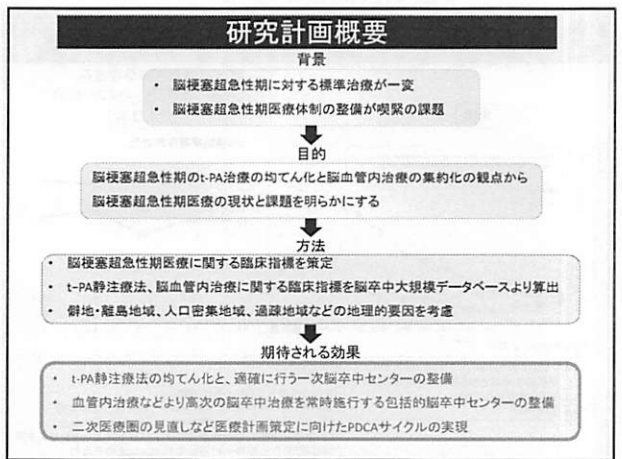 研究計画概要
背景
・ 脳梗塞超急性期に対する標準治療が一変
・ 脳梗塞超急性期医療体制の整備が喫緊の課題
目的
脳梗塞超急性期のt-PA治療の均てん化と脳血管内治療の集約化の観点から
脳梗塞超急性期医療の現状と課題を明らかにする
方法
・ 脳梗塞超急性期医療に関する臨床指標を策定
・ t-PA静注療法、脳血管内治療に関する臨床指標を脳卒中大規模データベースより算出
・ 僻地・離島地域、人口密集地域、過疎地域などの地理的要因を考慮
期待される効果
・ t-PA静注療法の均てん化と、適確に行う一次脳卒中センターの整備
・ 血管内治療などより高次の脳卒中治療を常時施行する包括的脳卒中センターの整備
・ 二次医療圏の見直しなど医療計画策定に向けたPDCAサイクルの実現